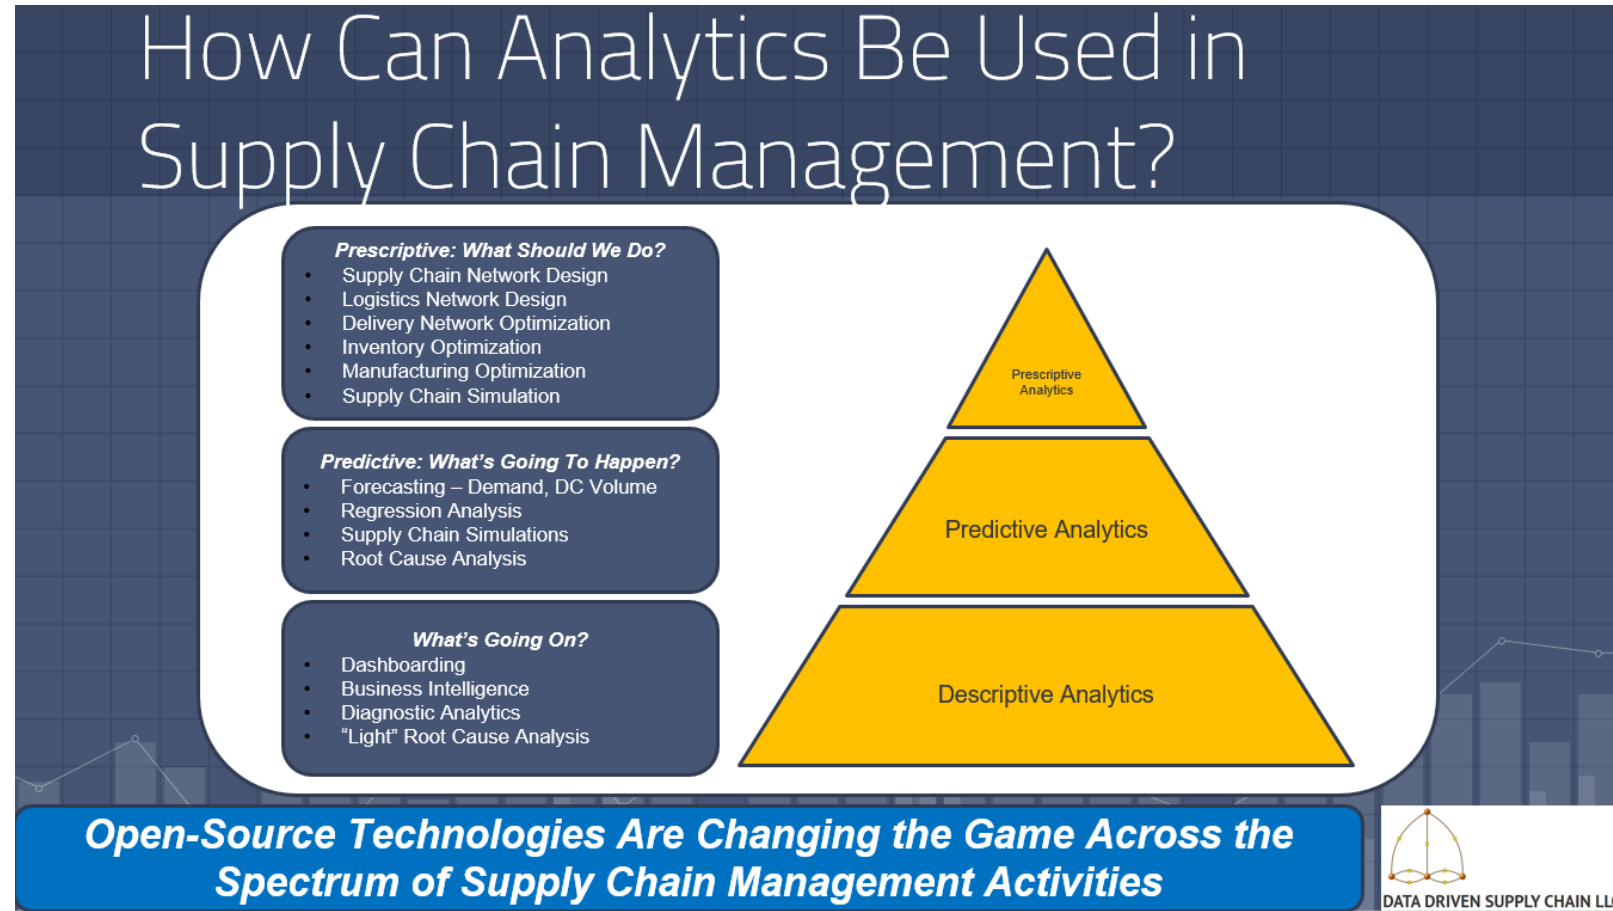 How Can Analytics Be Used in
Supply Chain Management?
Prescriptive: What Should We Do?
• Supply Chain Network Design
• Logistics Network Design
• Delivery Network Optimization
• Inventory Optimization
• Manufacturing Optimization
• Supply Chain Simulation
Predictive: What's Going To Happen?
• Forecasting – Demand, DC Volume
• Regression Analysis
• Supply Chain Simulations
• Root Cause Analysis
What's Going On?
• Dashboarding
• Business Intelligence
• Diagnostic Analytics
• “Light” Root Cause Analysis
Prescriptive
Analytics
Predictive Analytics
Descriptive Analytics
Open-Source Technologies Are Changing the Game Across the
Spectrum of Supply Chain Management Activities
DATA DRIVEN SUPPLY CHAIN